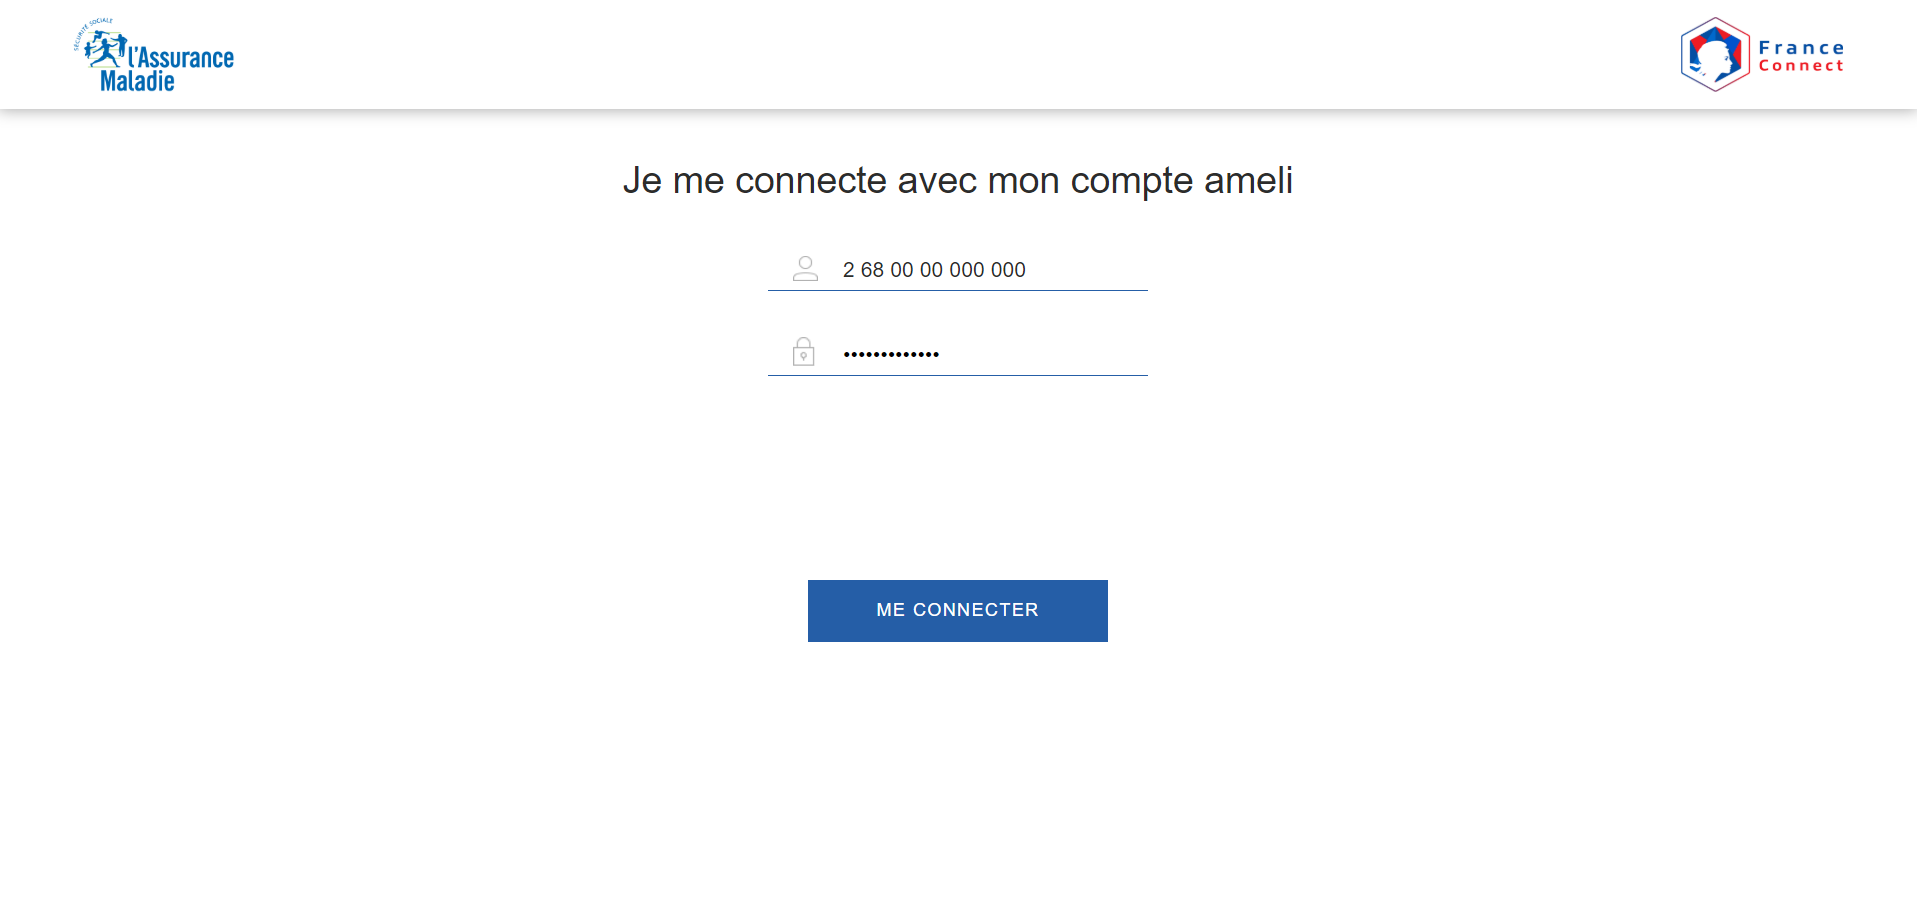 SÉCURITÉ SOCIALE
l'Assurance
Maladie
France
Connect
Je me connecte avec mon compte ameli
2 68 00 00 000 000
•••••••••••••
ME CONNECTER